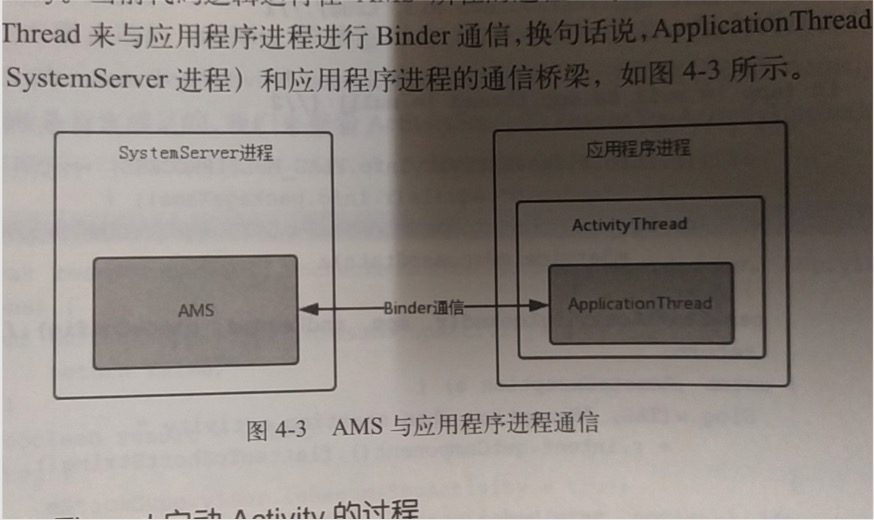 Thread 来与应用程序进程进行 Binder 通信，换句话说，ApplicationThread
SystemServer 进程）和应用程序进程的通信桥梁，如图 4-3 所示。
SystemServer进程
应用程序进程
ActivityThread
AMS
Binder通信
ApplicationThread
图 4-3 AMS 与应用程序进程通信
Activity 的过程